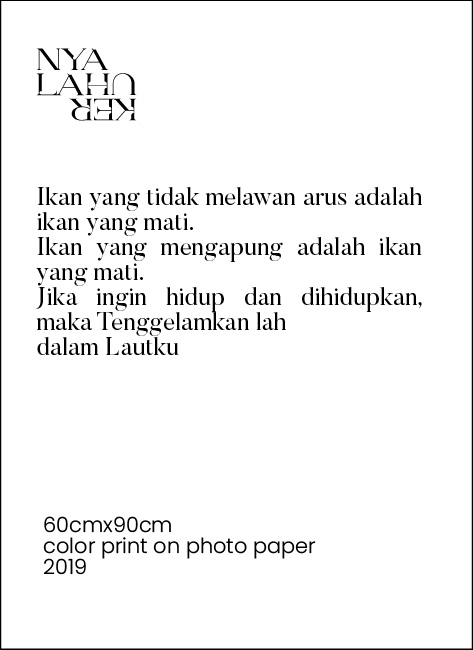 NYA
LAHU
KER
Ikan yang tidak melawan arus adalah
ikan yang mati.
Ikan yang mengapung adalah ikan
yang mati.
Jika ingin hidup dan dihidupkan,
maka Tenggelamkan lah
dalam Lautku
60cmx90cm
color print on photo paper
2019